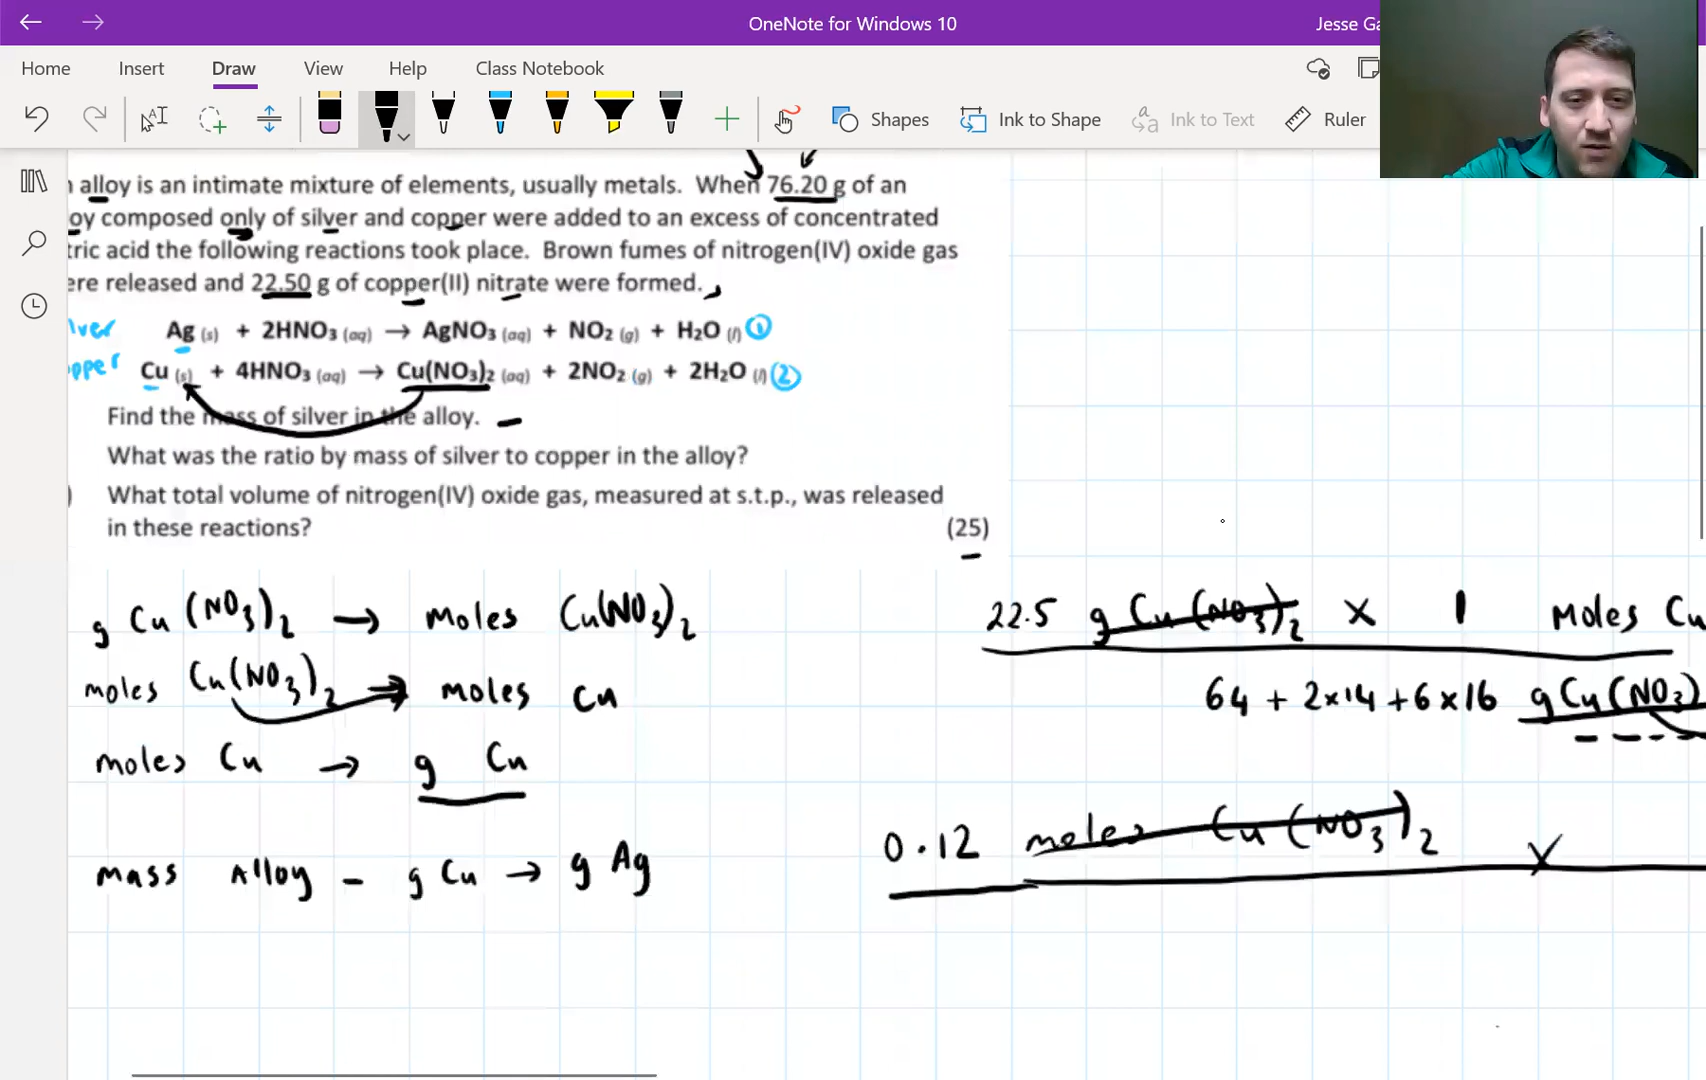 OneNote for Windows 10
Jesse Ga
Home Insert Draw View Help Class Notebook
Shapes Ink to Shape Ink to Text Ruler
alloy is an intimate mixture of elements, usually metals. When 76.20 g of an
oy composed only of silver and copper were added to an excess of concentrated
tric acid the following reactions took place. Brown fumes of nitrogen(IV) oxide gas
ere released and 22.50 g of copper(II) nitrate were formed.
lver Ag (s) + 2HNO3 (aq) → AgNO3 (aq) + NO2 (g) + H2O (l) 1
opper Cu (s) + 4HNO3 (aq) → Cu(NO3)2 (aq) + 2NO2 (g) + 2H2O (l) 2
Find the mass of silver in the alloy.
What was the ratio by mass of silver to copper in the alloy?
) What total volume of nitrogen(IV) oxide gas, measured at s.t.p., was released
in these reactions? (25)
g Cu (NO3)2 → moles Cu(NO3)2
moles Cu(NO3)2 → moles Cu
moles Cu → g Cu
mass Alloy - g Cu → g Ag
22.5 g Cu (NO3)2 x 1 Moles Cu
64 + 2x14 + 6x16 g Cu (NO3)
0.12 moles Cu (NO3)2 x